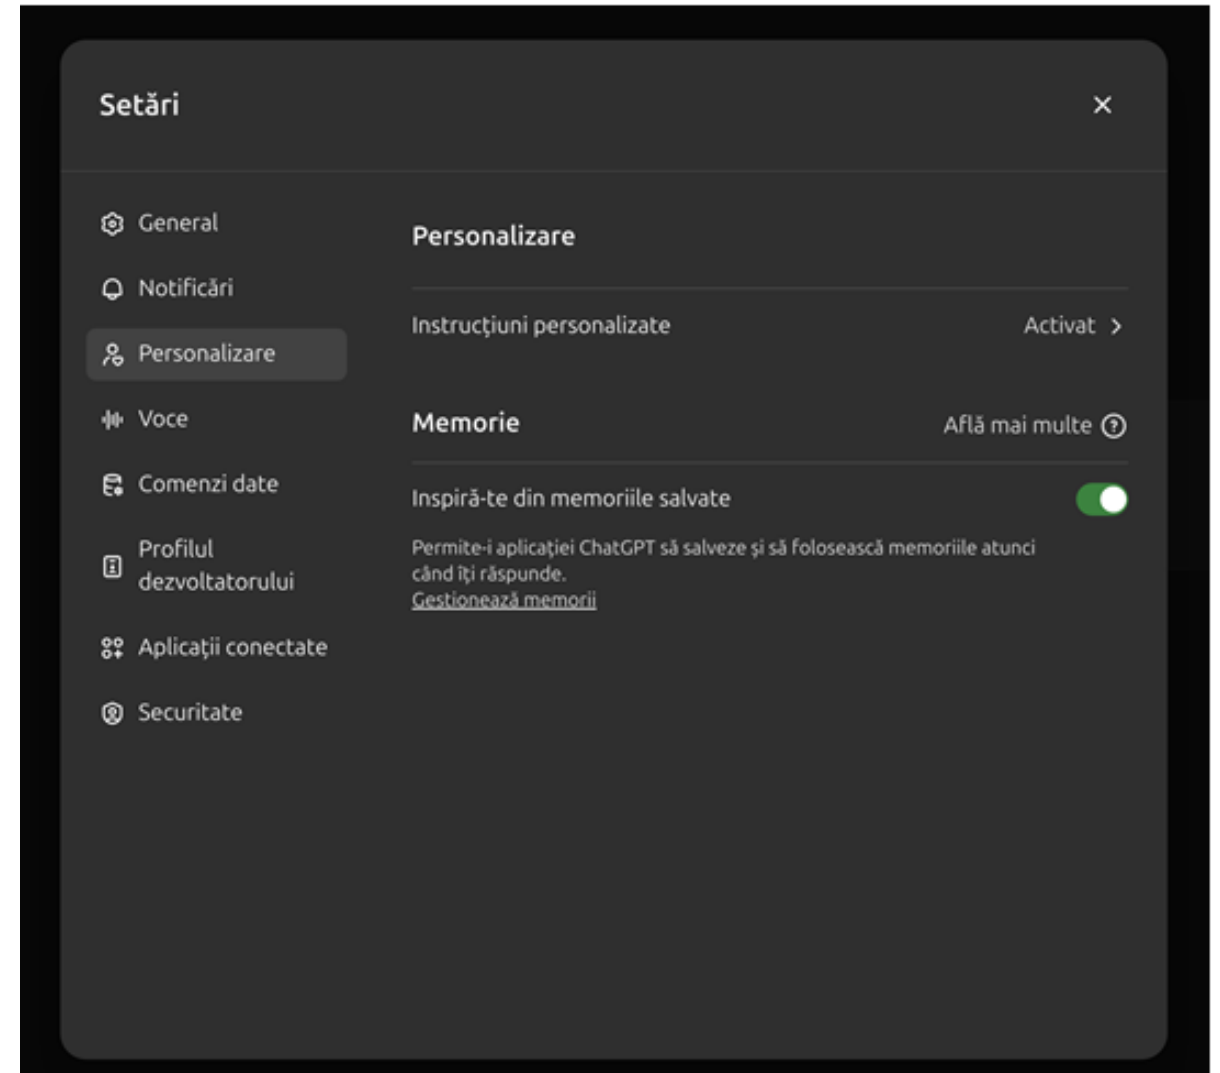 Setări
General
Notificări
Personalizare
Voce
Comenzi date
Profilul
dezvoltatorului
Aplicații conectate
Securitate
Personalizare
Instrucțiuni personalizate Activat
Memorie Află mai multe
Inspiră-te din memoriile salvate
Permite-i aplicației ChatGPT să salveze și să folosească memoriile atunci
când îți răspunde.
Gestionează memorii